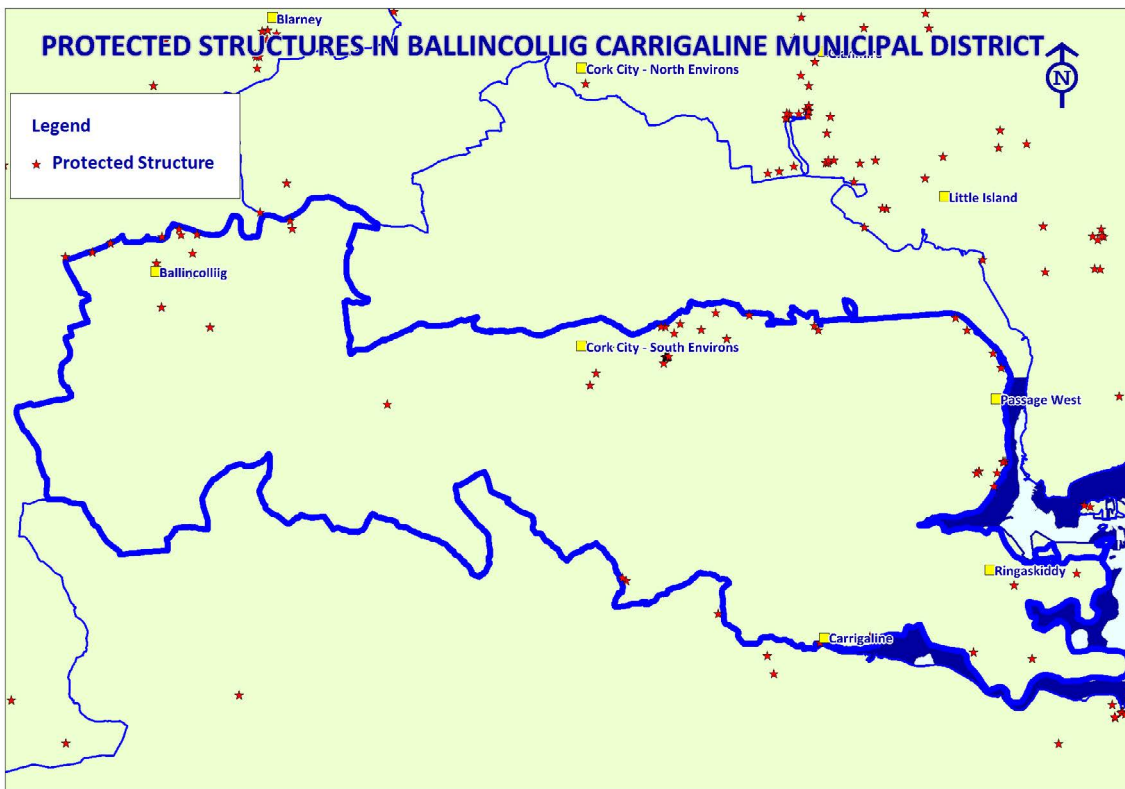 Blarney
PROTECTED STRUCTURES IN BALLINCOLLIG CARRIGALINE MUNICIPAL DISTRICT
Cork City - North Environs
N
Legend
Protected Structure
Little Island
Ballincolliig
Cork City - South Environs
Passage West
Ringaskiddy
Carrigaline